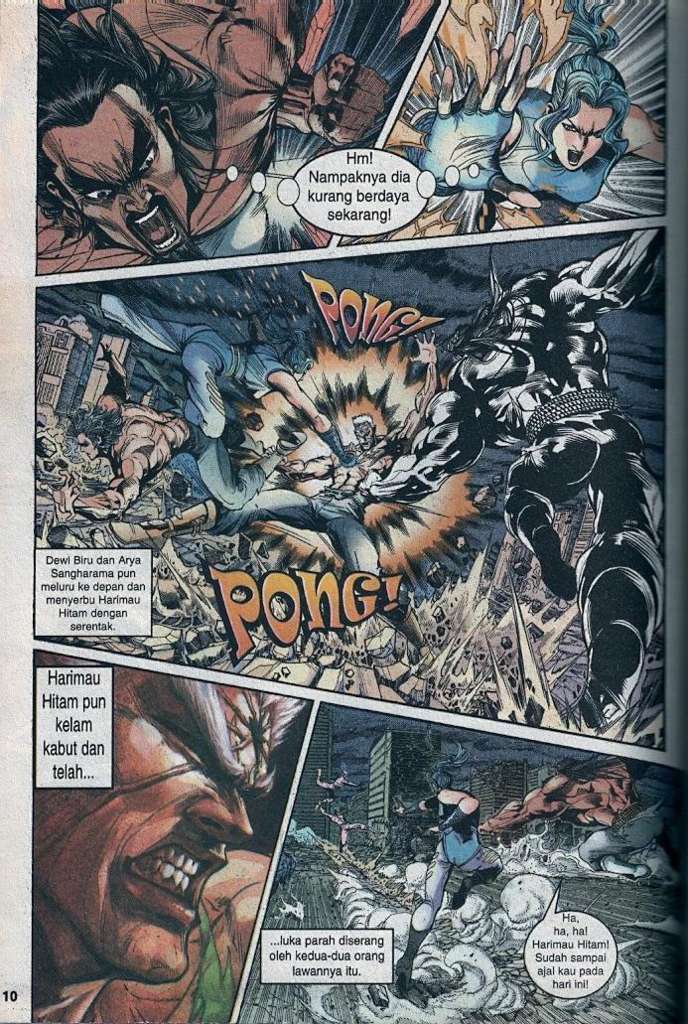 Hm!
Nampaknya dia
kurang berdaya
sekarang!
PONG!
Dewi Biru dan Arya
Sangharama pun
meluru ke depan dan
menyerbu Harimau
Hitam dengan
serentak.
PONG!
Harimau
Hitam pun
kelam
kabut dan
telah...
...luka parah diserang
oleh kedua-dua orang
lawannya itu.
Ha,
ha, ha!
Harimau Hitam!
Sudah sampai
ajal kau pada
hari ini!
10